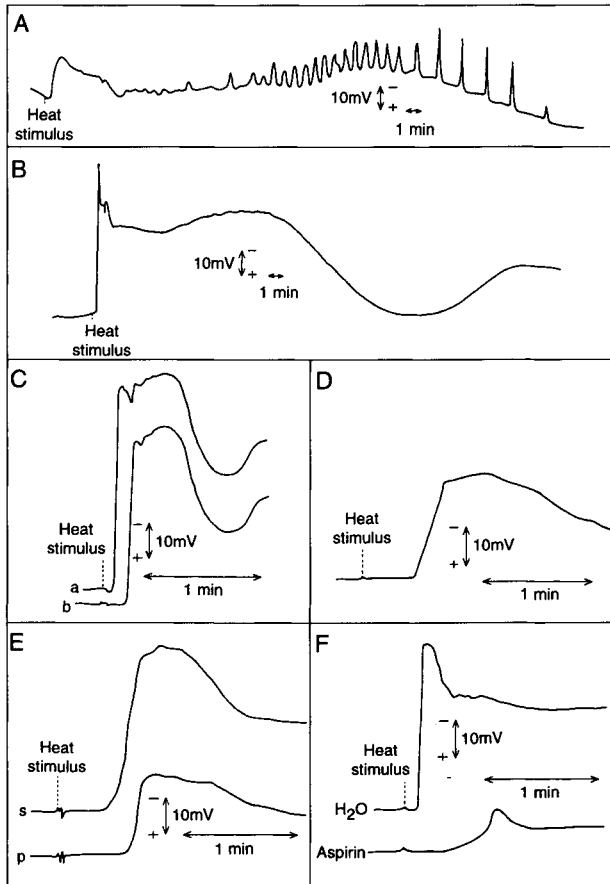 A
Heat
stimulus
−
10mV
+
1 min
B
Heat
stimulus
−
10mV
+
1 min
C
Heat
stimulus
−
10mV
+
a
b
1 min
D
Heat
stimulus
−
10mV
+
1 min
E
Heat
stimulus
s
−
10mV
+
1 min
p
F
Heat
stimulus
−
10mV
+
-
1 min
H2O
Aspirin